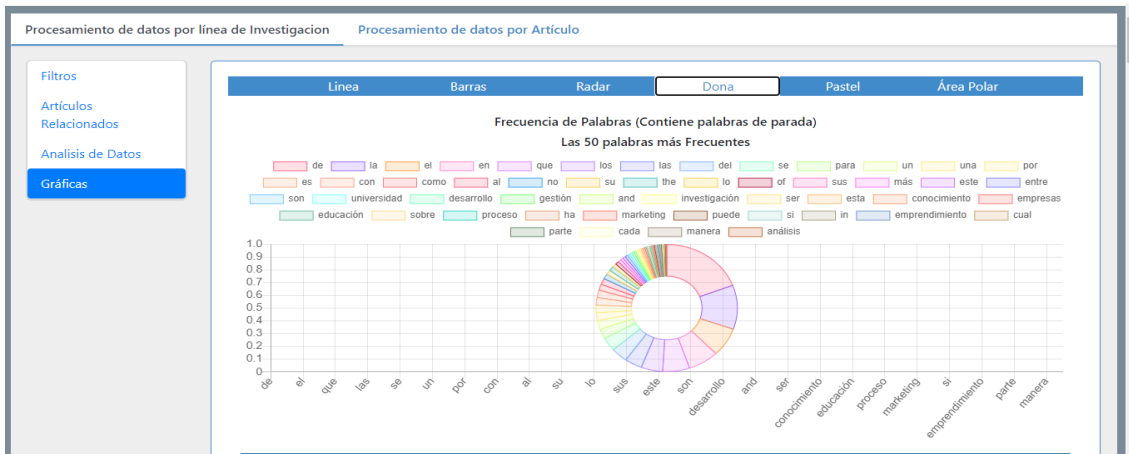 Procesamiento de datos por línea de Investigacion Procesamiento de datos por Artículo
Filtros
Artículos
Relacionados
Analisis de Datos
Gráficas
Linea Barras Radar Dona Pastel Área Polar
Frecuencia de Palabras (Contiene palabras de parada)
Las 50 palabras más Frecuentes
de la el en que los las del se para un una por
es con como al no su the lo of sus más este entre
son universidad desarrollo gestión and investigación ser esta conocimiento empresas
educación sobre proceso ha marketing puede si in emprendimiento cual
parte cada manera análisis
1.0
0.9
0.8
0.7
0.6
0.5
0.4
0.3
0.2
0.1
0
de el que las se un por con al su lo sus este son desarrollo and ser conocimiento educación proceso marketing si emprendimiento parte manera